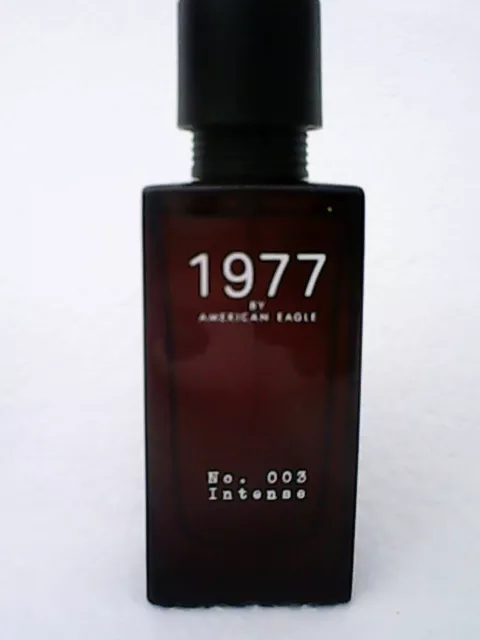 1977
BY
AMERICAN EAGLE
No. 003
Intense